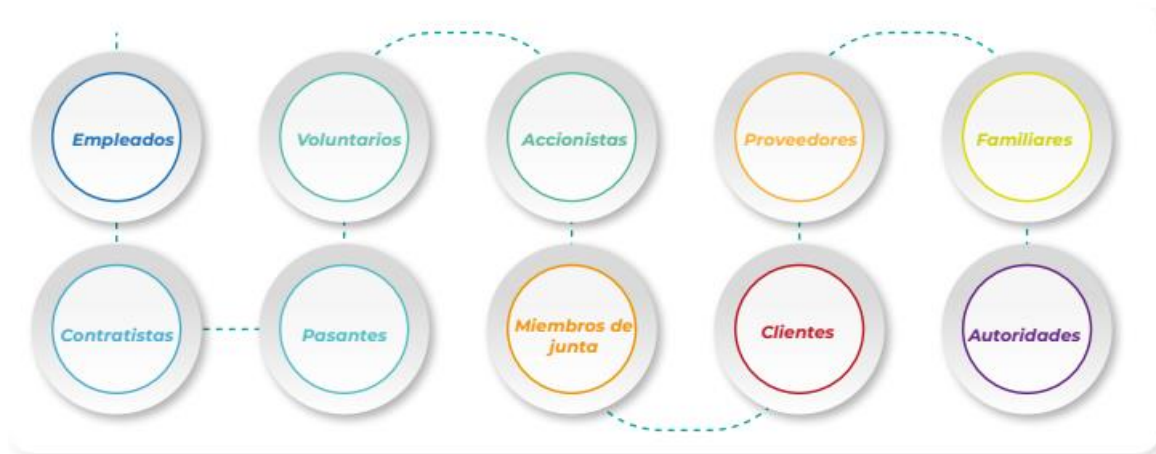 Empleados
Voluntarios
Accionistas
Proveedores
Familiares
Contratistas
Pasantes
Miembros de
junta
Clientes
Autoridades